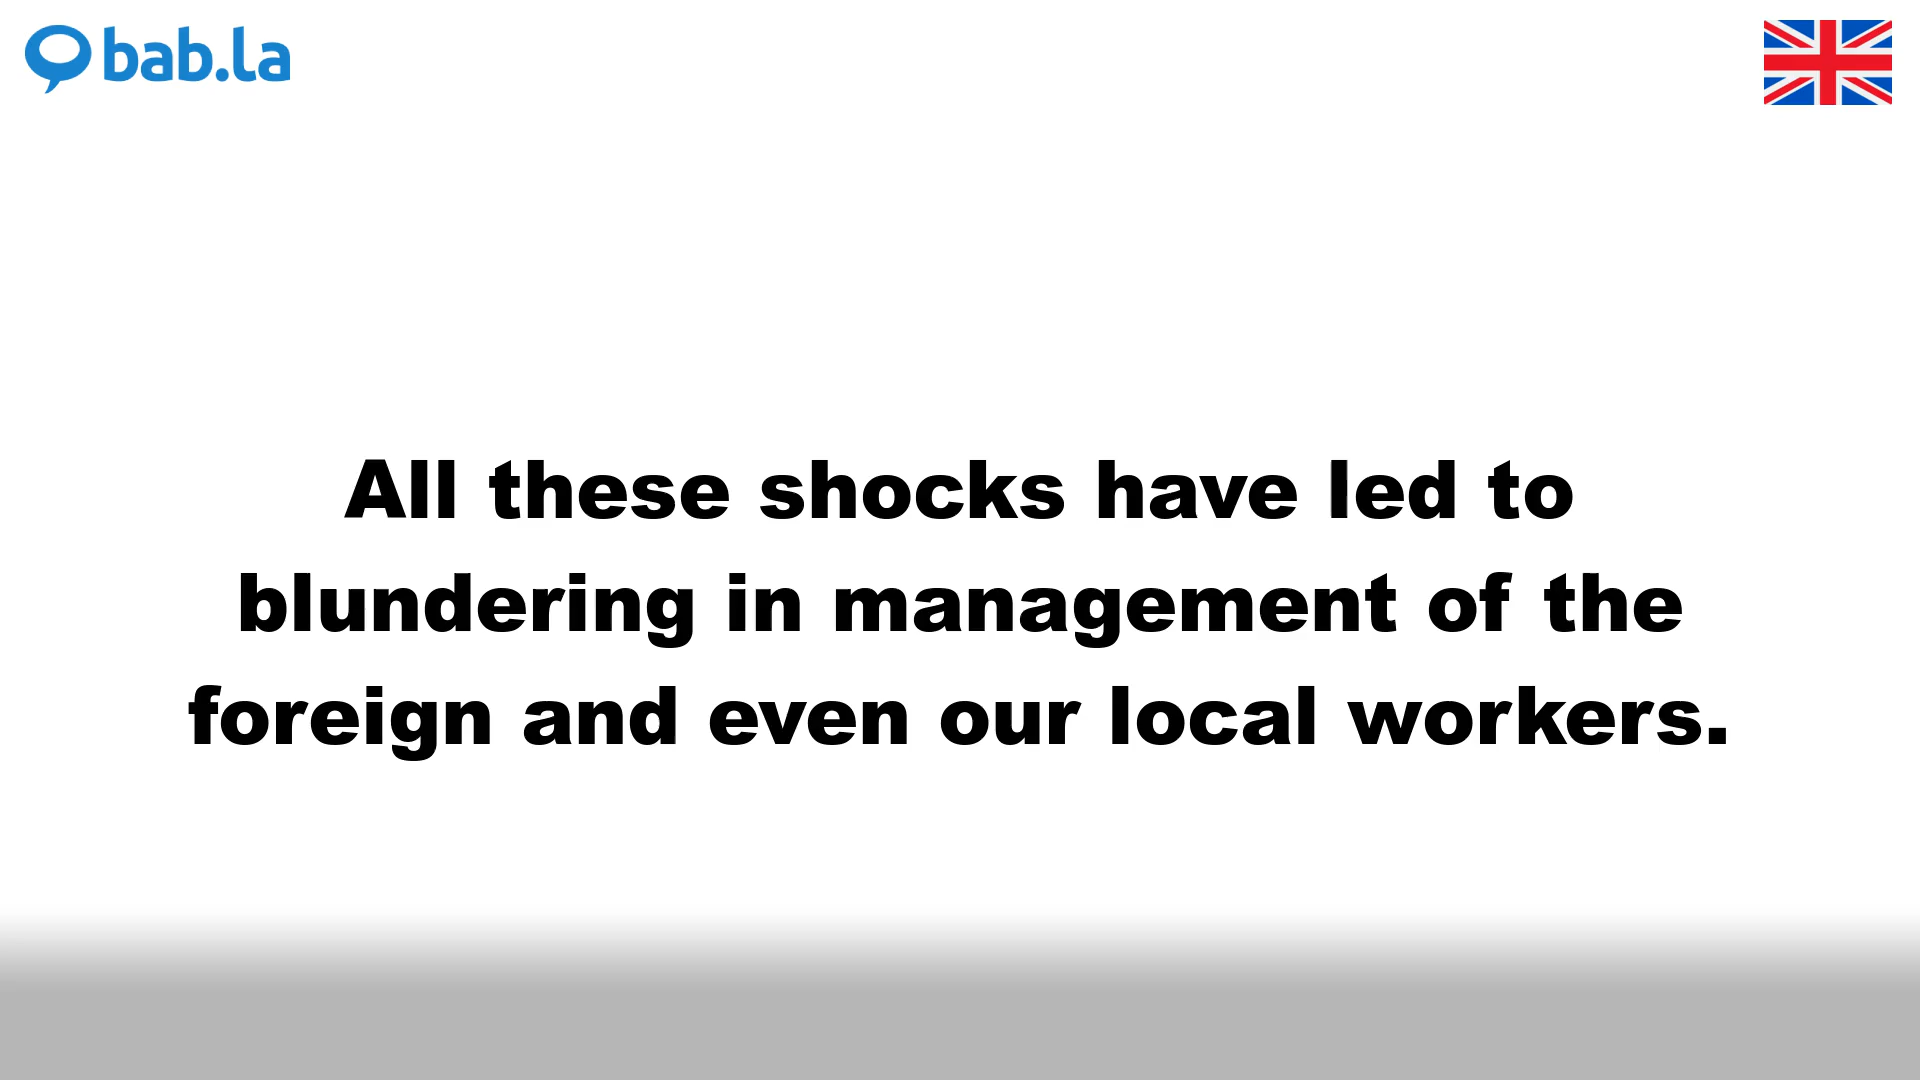 bab.la
All these shocks have led to
blundering in management of the
foreign and even our local workers.